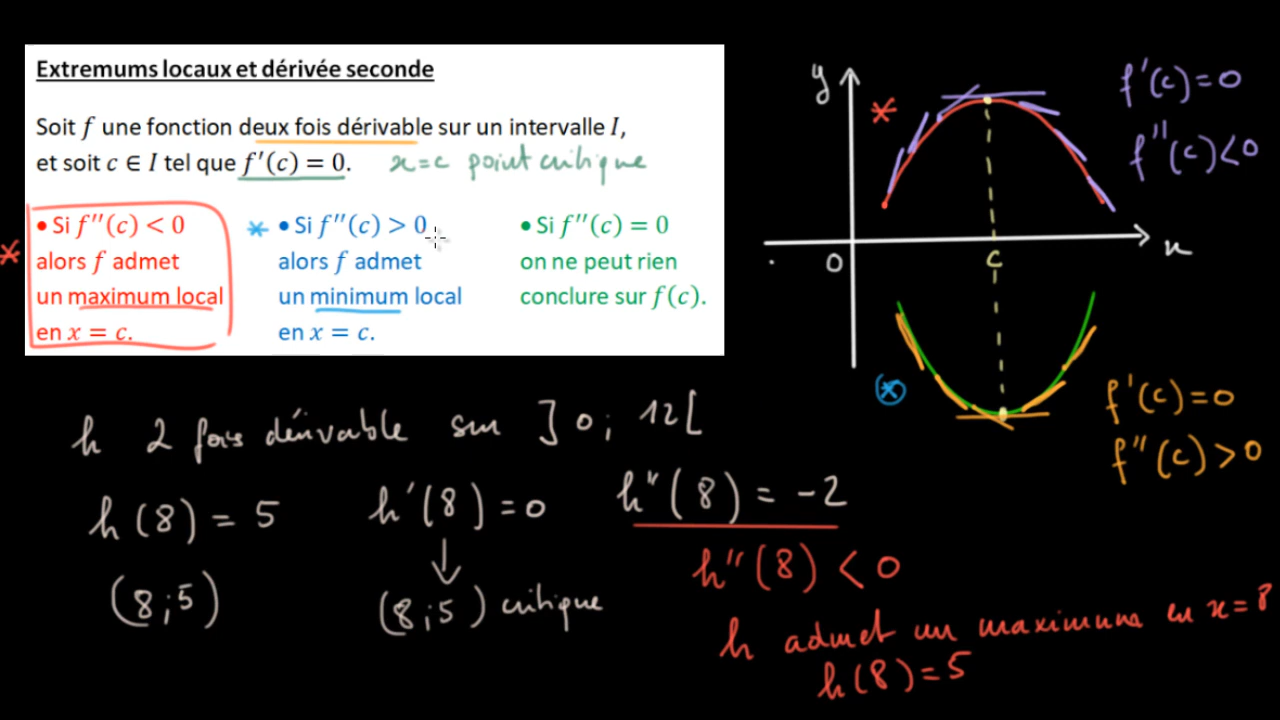 Extremums locaux et dérivée seconde
Soit f une fonction deux fois dérivable sur un intervalle I,
et soit c ∈ I tel que f'(c) = 0. x=c point critique
* • Si f''(c) < 0
alors f admet
un maximum local
en x = c.
* • Si f''(c) > 0
alors f admet
un minimum local
en x = c.
• Si f''(c) = 0
on ne peut rien
conclure sur f(c).
y
*
f'(c)=0
f''(c)<0
0
c
x
*
f'(c)=0
f''(c)>0
h 2 fois dérivable sur ]0; 12[
h(8) = 5 h'(8)=0 h''(8) = -2
↓ h''(8) < 0
(8;5) (8;5) critique
h admet un maximum en x=8
h(8)=5